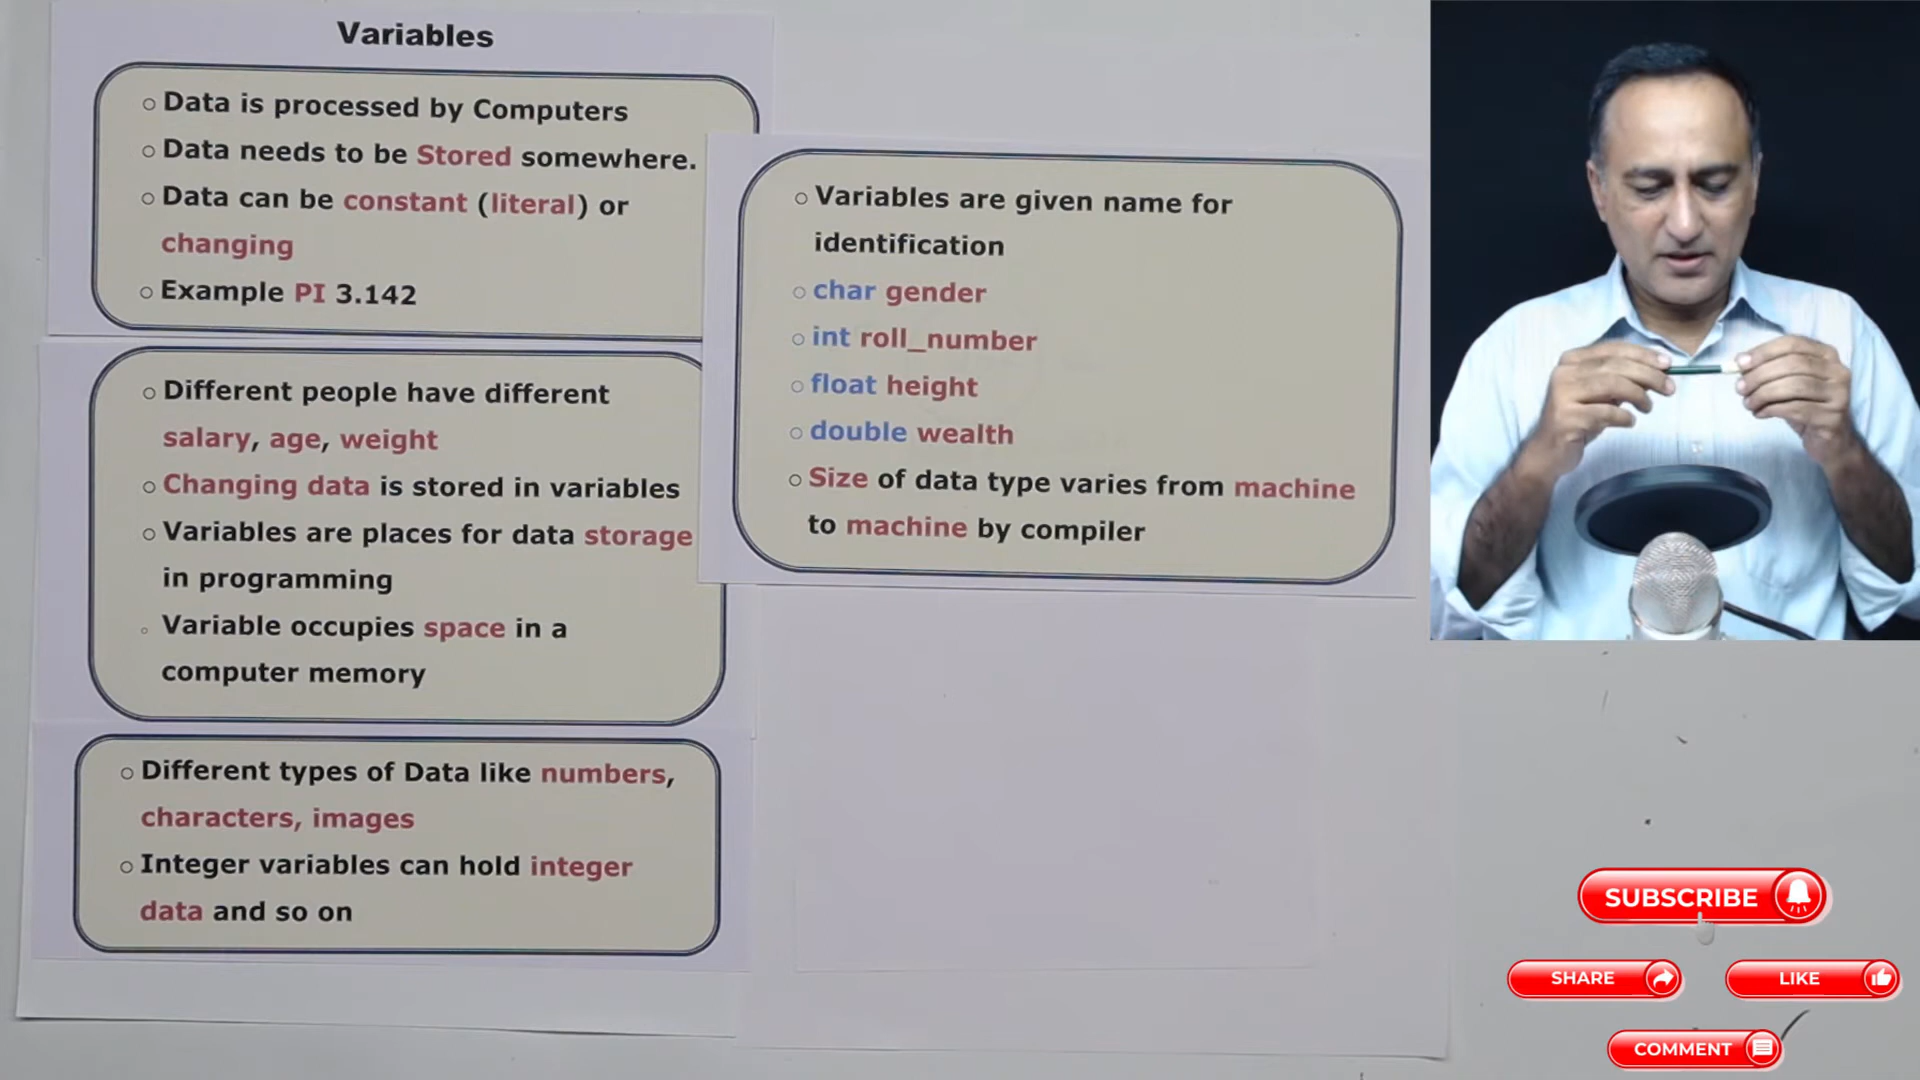 Variables
Data is processed by Computers
Data needs to be Stored somewhere.
Data can be constant (literal) or
changing
Example PI 3.142
Different people have different
salary, age, weight
Changing data is stored in variables
Variables are places for data storage
in programming
Variable occupies space in a
computer memory
Different types of Data like numbers,
characters, images
Integer variables can hold integer
data and so on
Variables are given name for
identification
char gender
int roll_number
float height
double wealth
Size of data type varies from machine
to machine by compiler
SUBSCRIBE
SHARE
LIKE
COMMENT